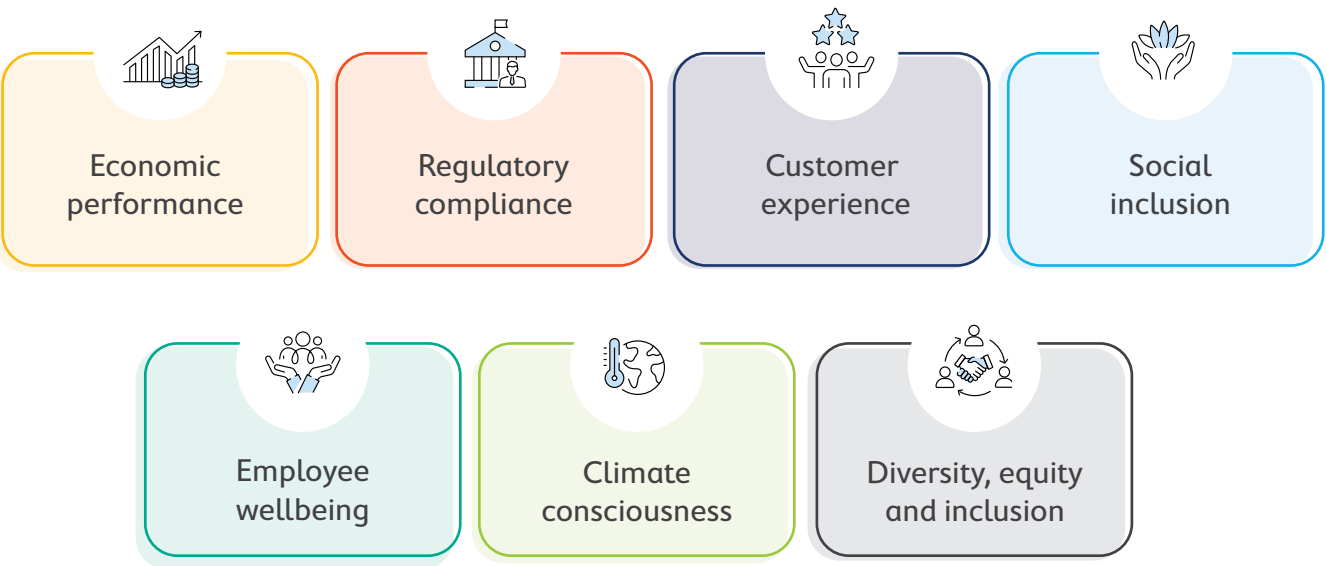 Economic
performance
Regulatory
compliance
Customer
experience
Social
inclusion
Employee
wellbeing
Climate
consciousness
Diversity, equity
and inclusion